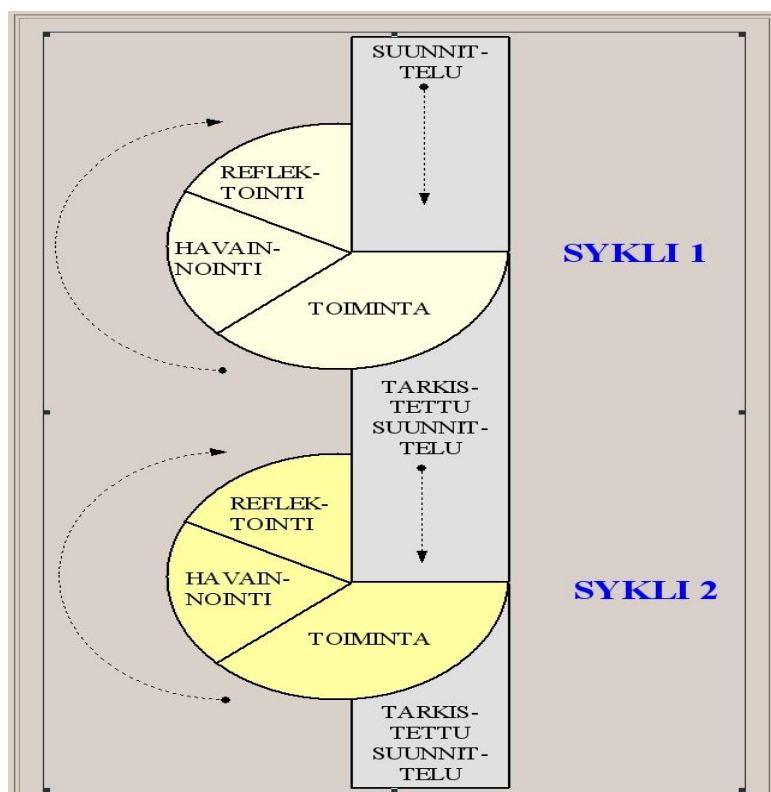 SUUNNIT-
TELU
REFLEK-
TOINTI
HAVAIN-
NOINTI
TOIMINTA
SYKLI 1
TARKIS-
TETTU
SUUNNIT-
TELU
REFLEK-
TOINTI
HAVAIN-
NOINTI
TOIMINTA
SYKLI 2
TARKIS-
TETTU
SUUNNIT-
TELU